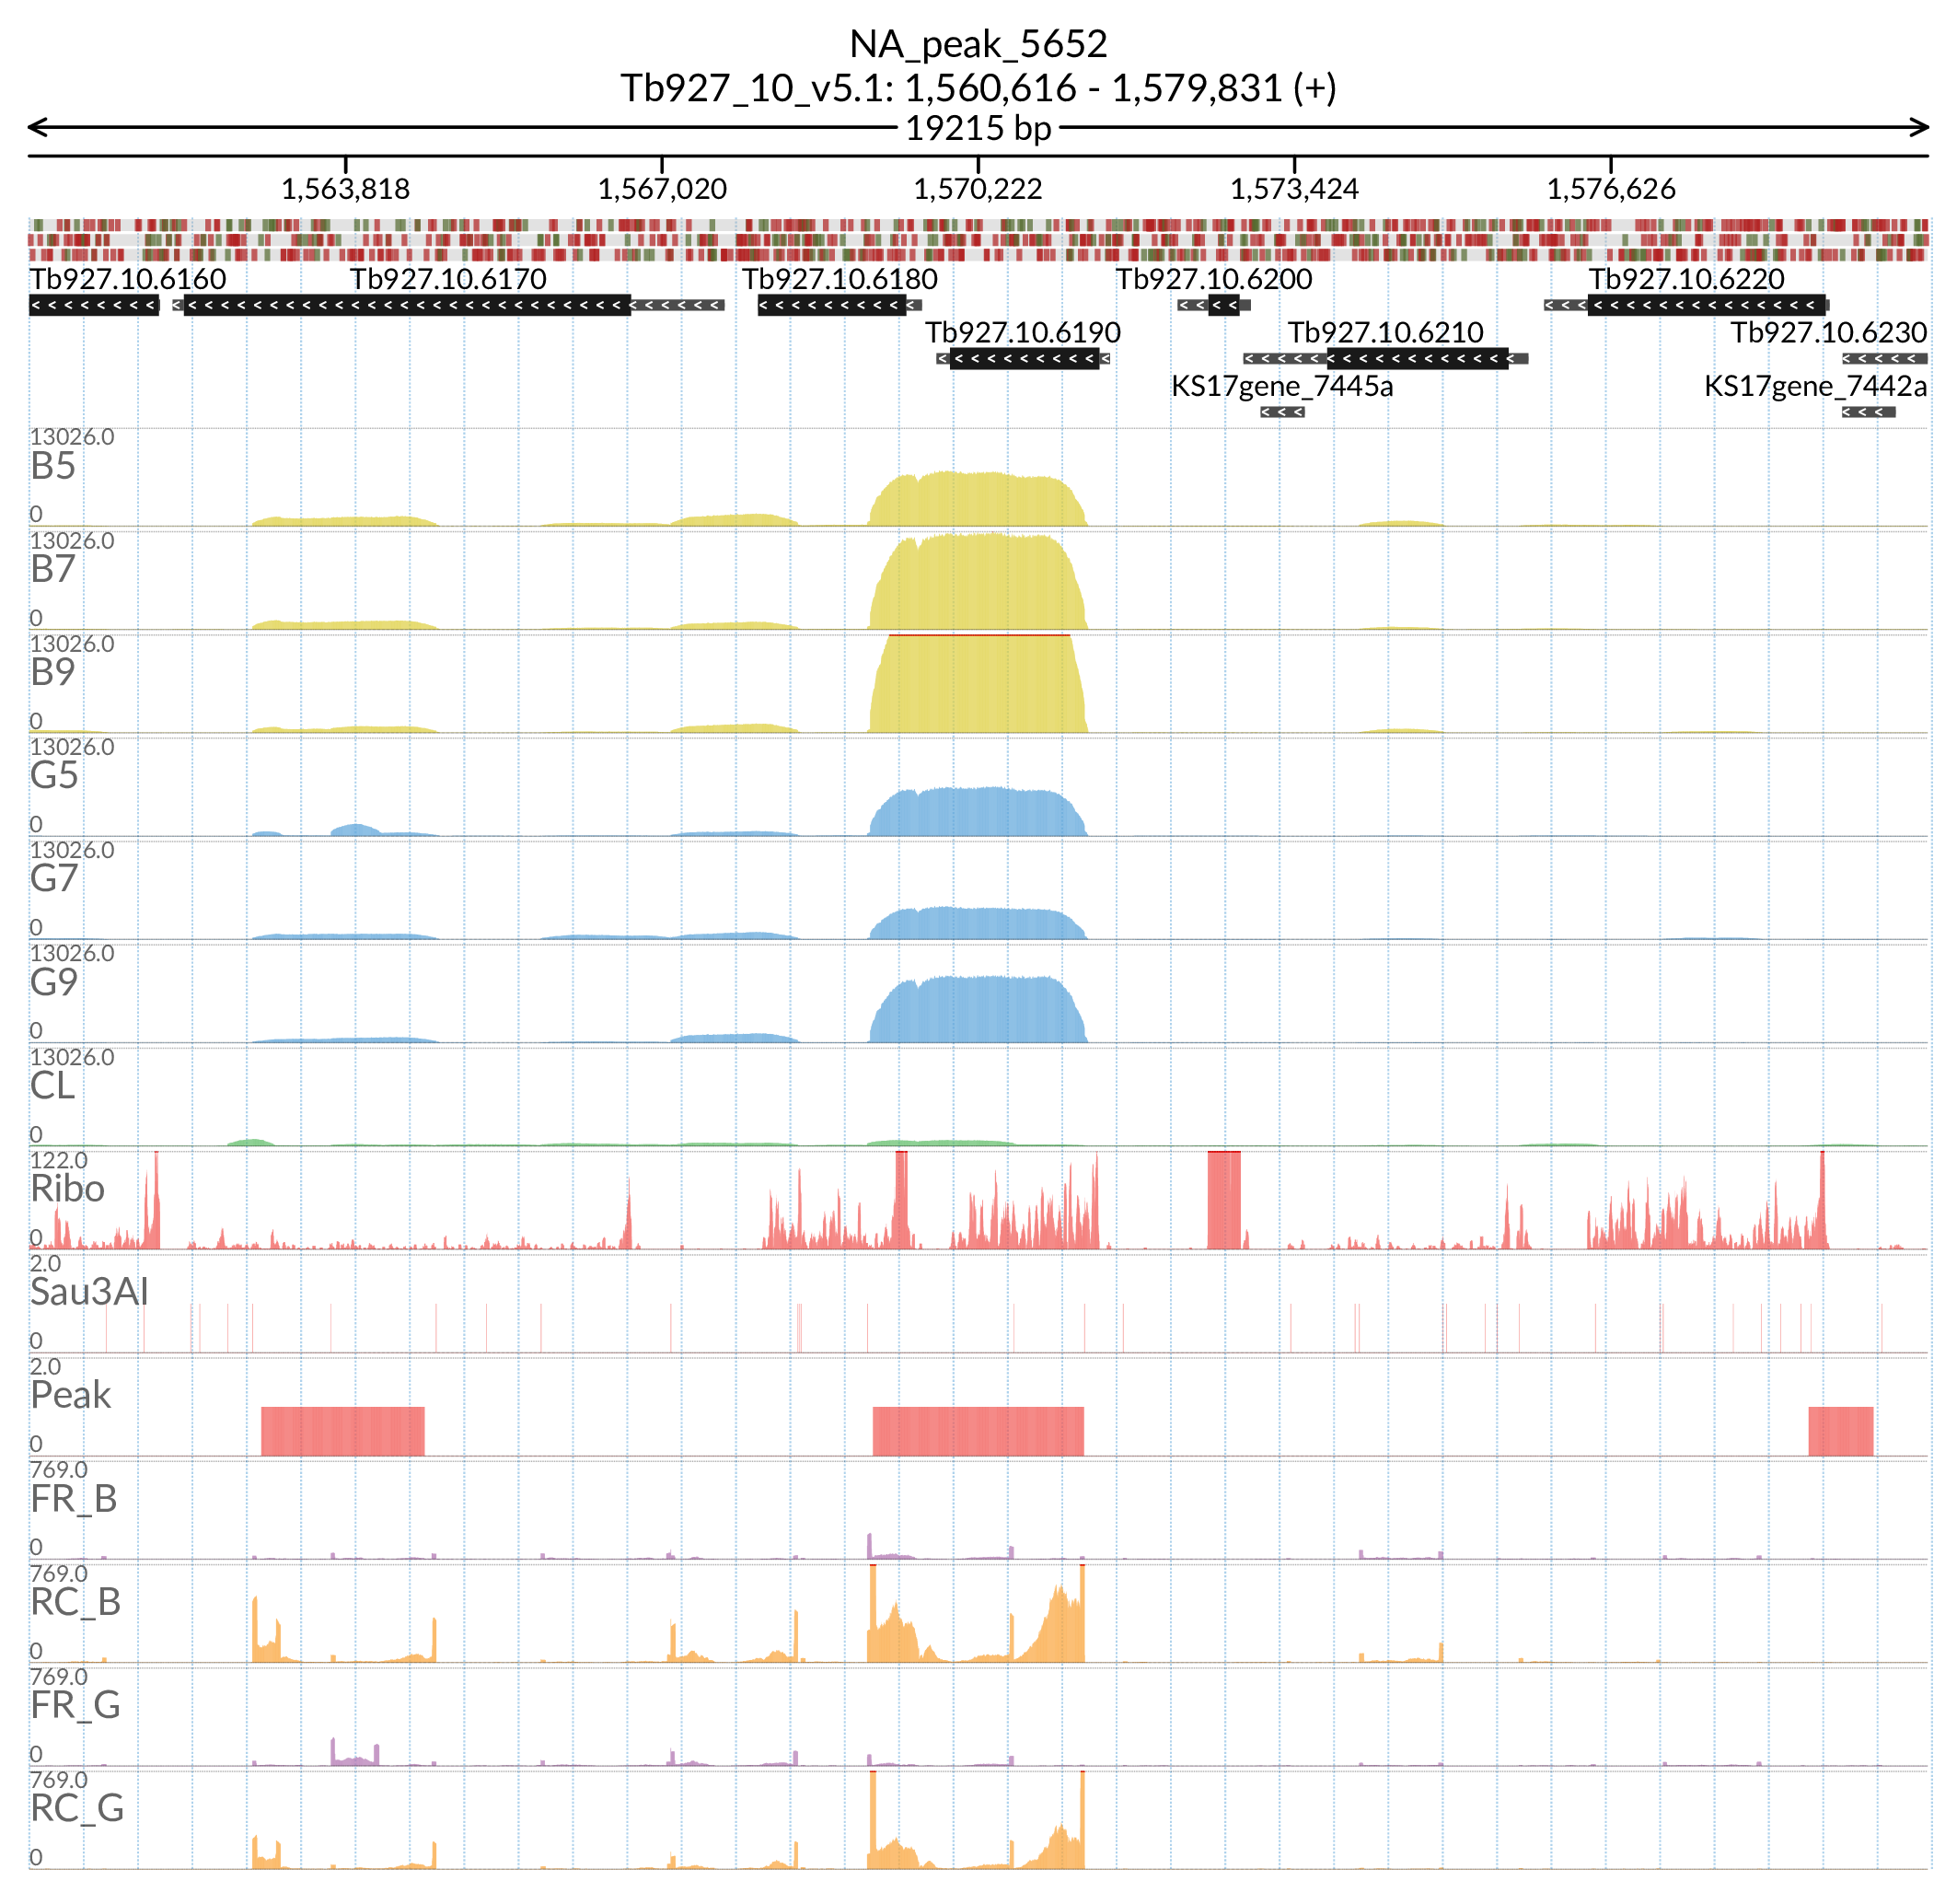 NA_peak_5652
Tb927_10_v5.1: 1,560,616 - 1,579,831 (+)
19215 bp
1,563,818 1,567,020 1,570,222 1,573,424 1,576,626
Tb927.10.6160 Tb927.10.6170 Tb927.10.6180 Tb927.10.6200 Tb927.10.6220
Tb927.10.6190 Tb927.10.6210 Tb927.10.6230
KS17gene_7445a KS17gene_7442a
13026.0
B5
0
13026.0
B7
0
13026.0
B9
0
13026.0
G5
0
13026.0
G7
0
13026.0
G9
0
13026.0
CL
0
122.0
Ribo
0
2.0
Sau3AI
0
2.0
Peak
0
769.0
FR_B
0
769.0
RC_B
0
769.0
FR_G
0
769.0
RC_G
0